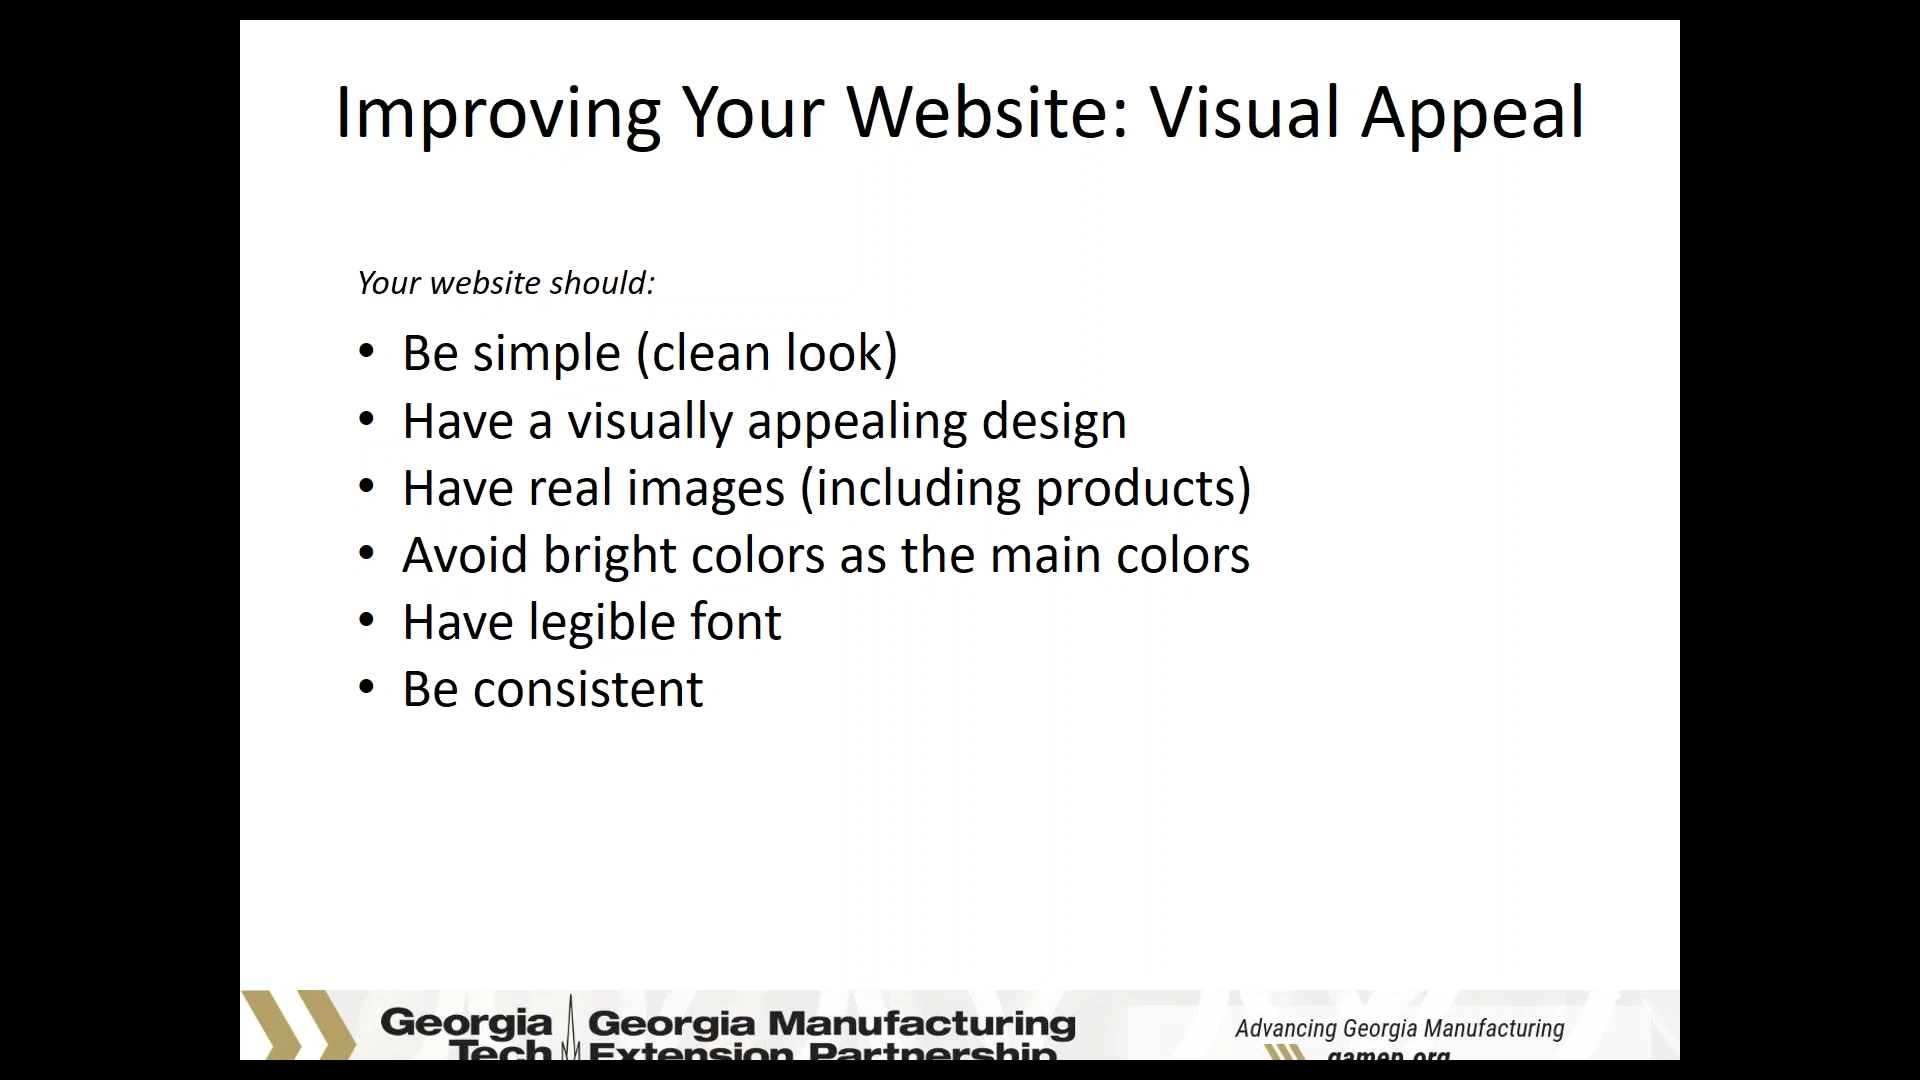 Improving Your Website: Visual Appeal
Your website should:
• Be simple (clean look)
• Have a visually appealing design
• Have real images (including products)
• Avoid bright colors as the main colors
• Have legible font
• Be consistent
Georgia Tech
Georgia Manufacturing Extension Partnership
Advancing Georgia Manufacturing
gamep.org